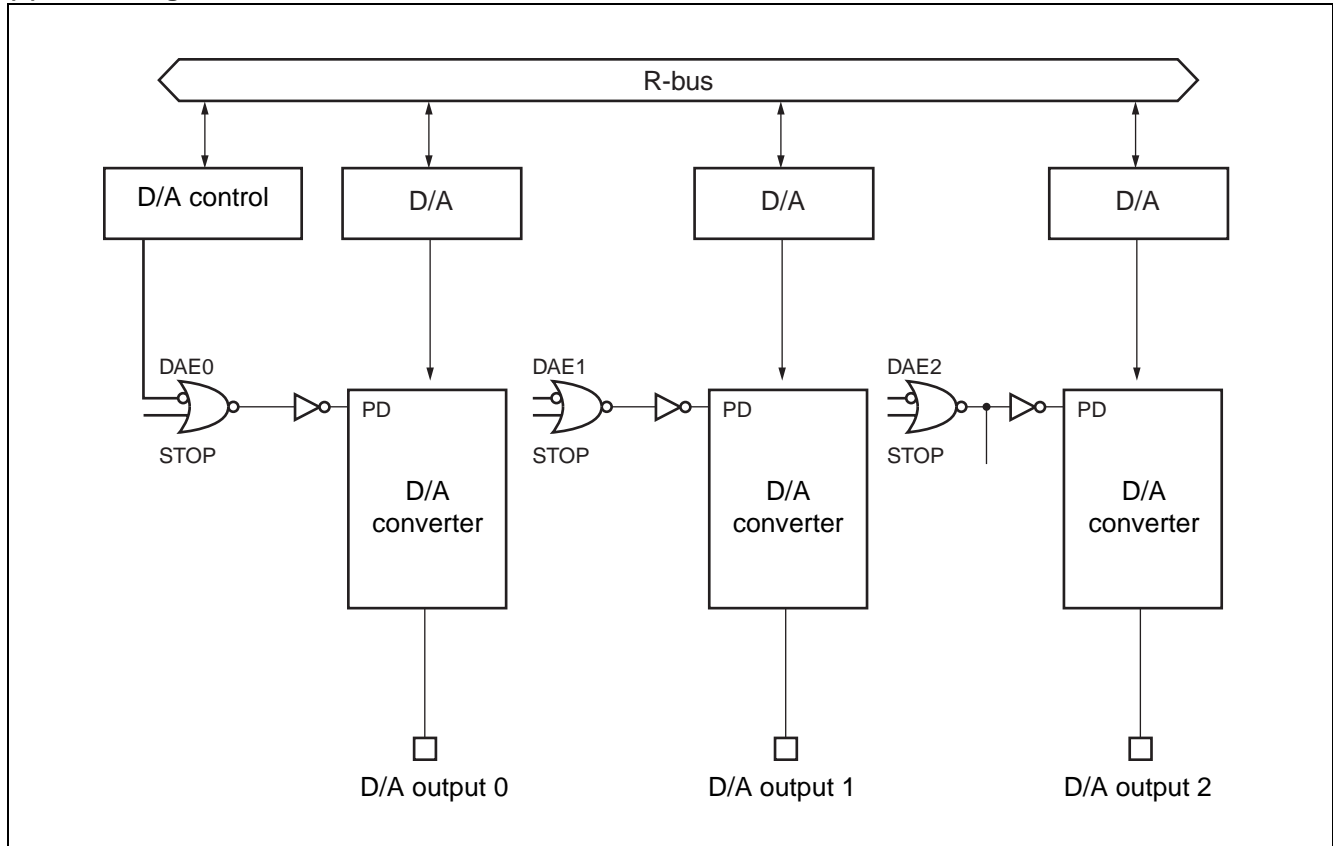 R-bus
D/A control
D/A
D/A
D/A
DAE0
DAE1
DAE2
PD
PD
PD
STOP
STOP
STOP
D/A
converter
D/A
converter
D/A
converter
D/A output 0
D/A output 1
D/A output 2